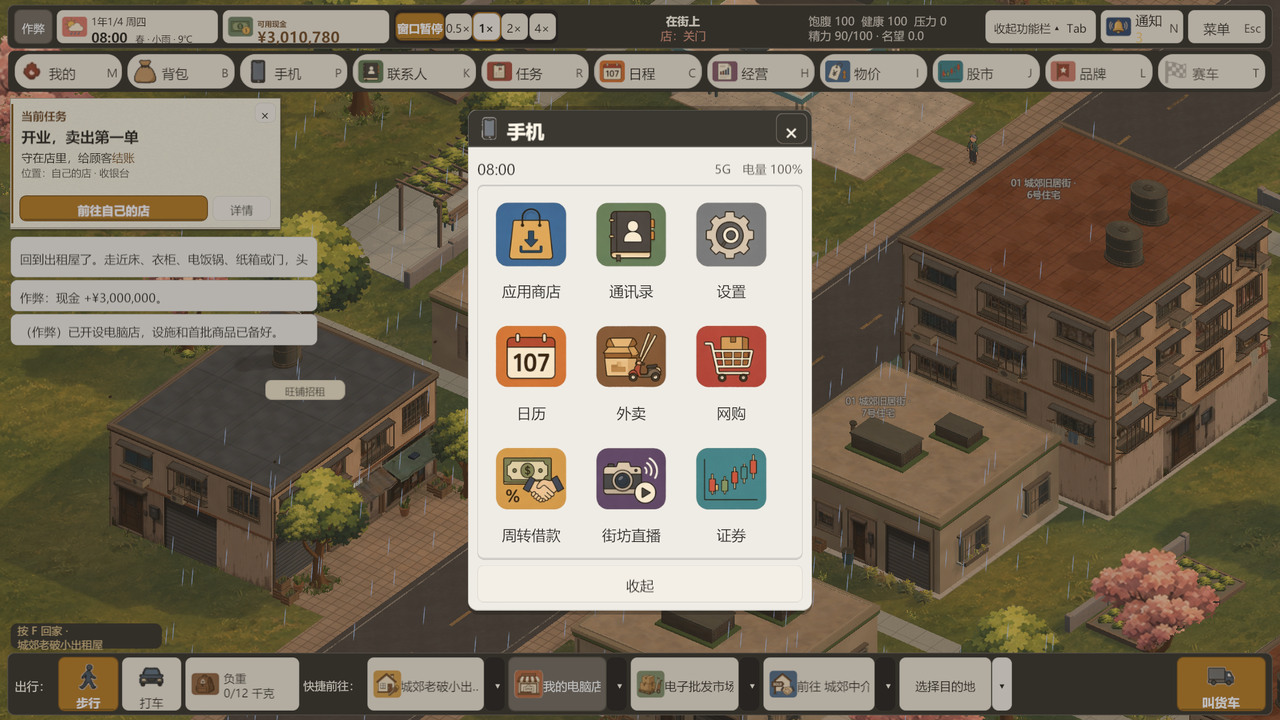 作弊
1年1/4 周四
08:00 春·小雨·9℃
可用现金
¥3,010,780
窗口暂停 0.5× 1× 2× 4×
在街上
店：关门
饱腹 100 健康 100 压力 0
精力 90/100 · 名望 0.0
收起功能栏 Tab
通知 N
3
菜单 Esc
我的 M
背包 B
手机 P
联系人 K
任务 R
107 日程 C
经营 H
物价 I
股市 J
品牌 L
赛车 T
当前任务
×
开业，卖出第一单
守在店里，给顾客结账
位置：自己的店 · 收银台
前往自己的店
详情
回到出租屋了。走近床、衣柜、电饭锅、纸箱或门，头
作弊：现金 +¥3,000,000。
（作弊）已开设电脑店，设施和首批商品已备好。
旺铺招租
01 城郊旧居街 ·
6号住宅
01 城郊旧居街 ·
7号住宅
手机
×
08:00
5G 电量 100%
应用商店
通讯录
设置
107
日历
外卖
网购
$
%
周转借款
街坊直播
证券
收起
按 F 回家 ·
城郊老破小出租屋
出行：
步行
打车
负重
0/12 千克
快捷前往：
城郊老破小出..
我的电脑店
电子批发市场
前往 城郊中介
选择目的地
叫货车